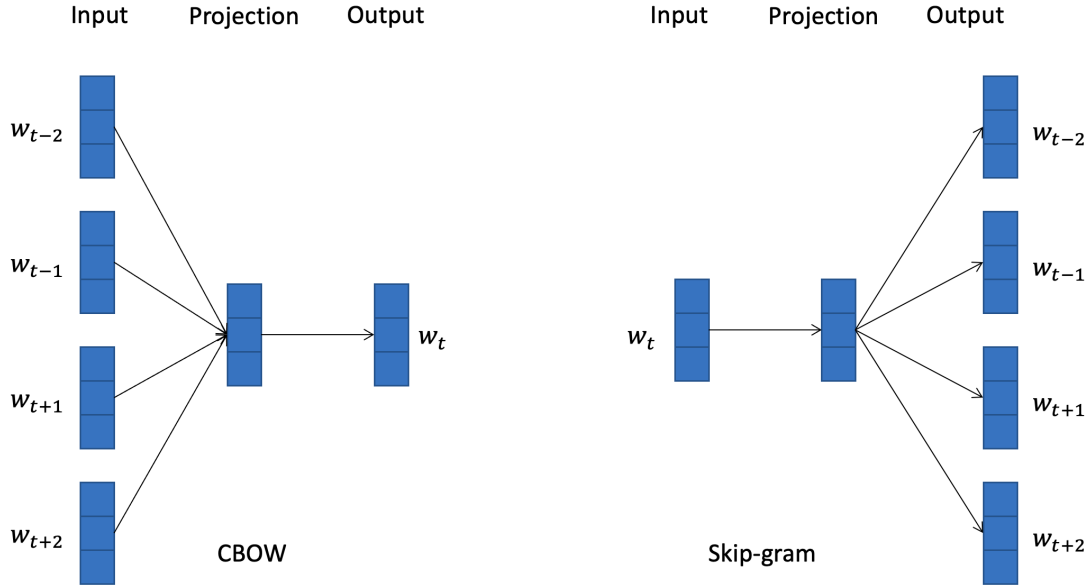 Input Projection Output
Input Projection Output
w_{t-2}
w_{t-1}
w_{t+1}
w_{t+2}
w_t
CBOW
w_t
w_{t-2}
w_{t-1}
w_{t+1}
w_{t+2}
Skip-gram